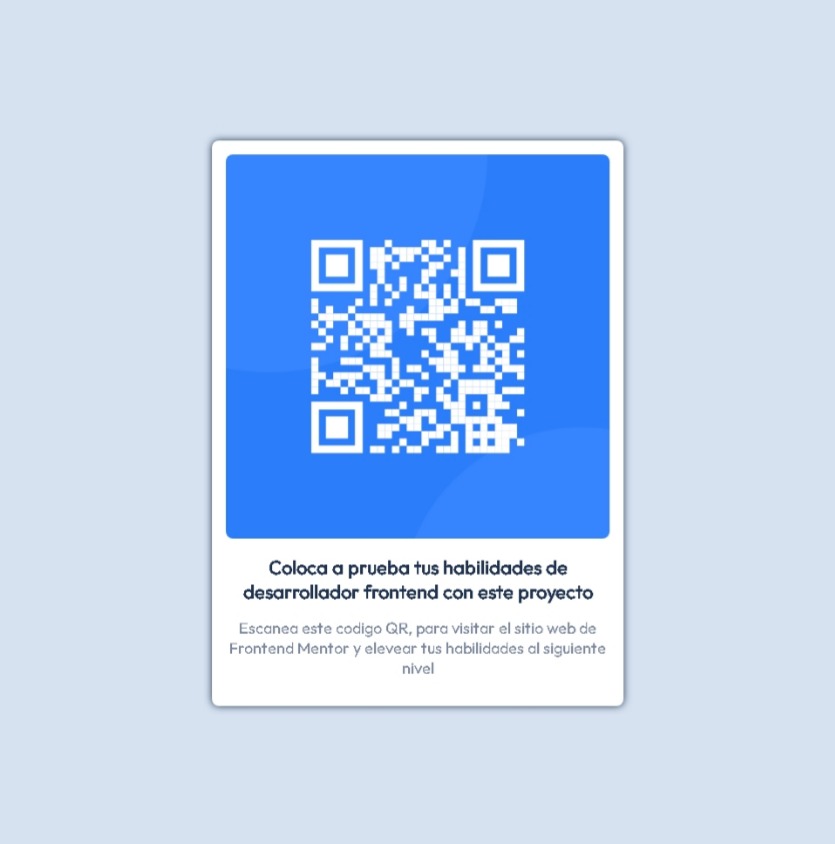 Coloca a prueba tus habilidades de
desarrollador frontend con este proyecto
Escanea este codigo QR, para visitar el sitio web de
Frontend Mentor y elevear tus habilidades al siguiente
nivel